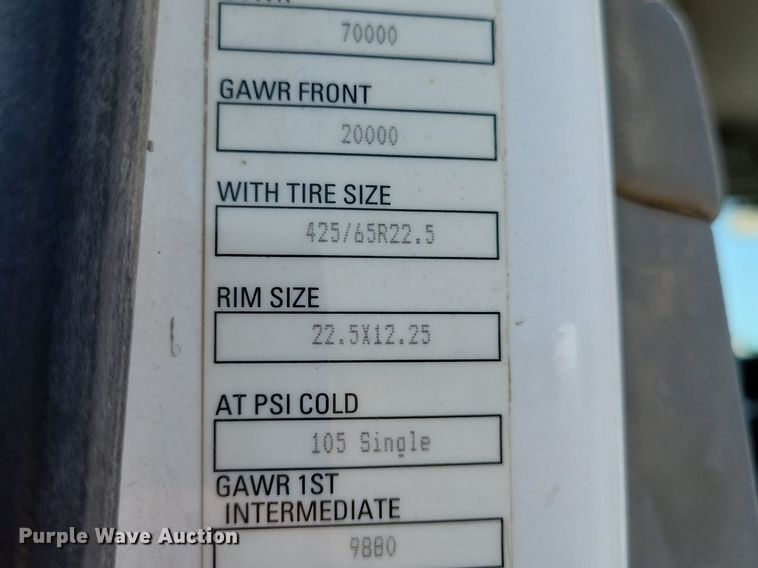 70000
GAWR FRONT
20000
WITH TIRE SIZE
425/65R22.5
RIM SIZE
22.5X12.25
AT PSI COLD
105 Single
GAWR 1ST
INTERMEDIATE
9880
Purple Wave Auction